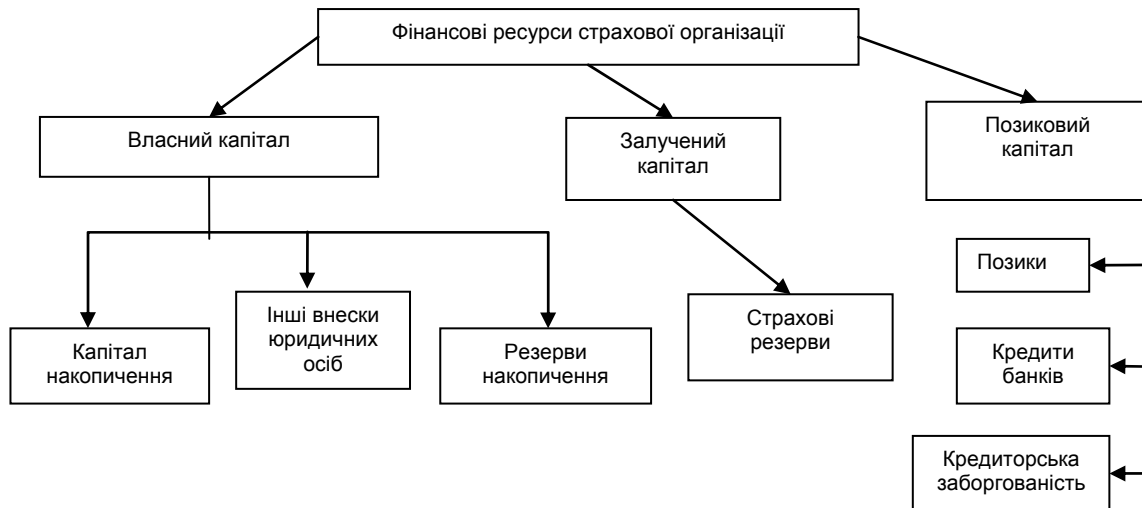 Фінансові ресурси страхової організації
Власний капітал
Залучений
капітал
Позиковий
капітал
Капітал
накопичення
Інші внески
юридичних
осіб
Резерви
накопичення
Страхові
резерви
Позики
Кредити
банків
Кредиторська
заборгованість